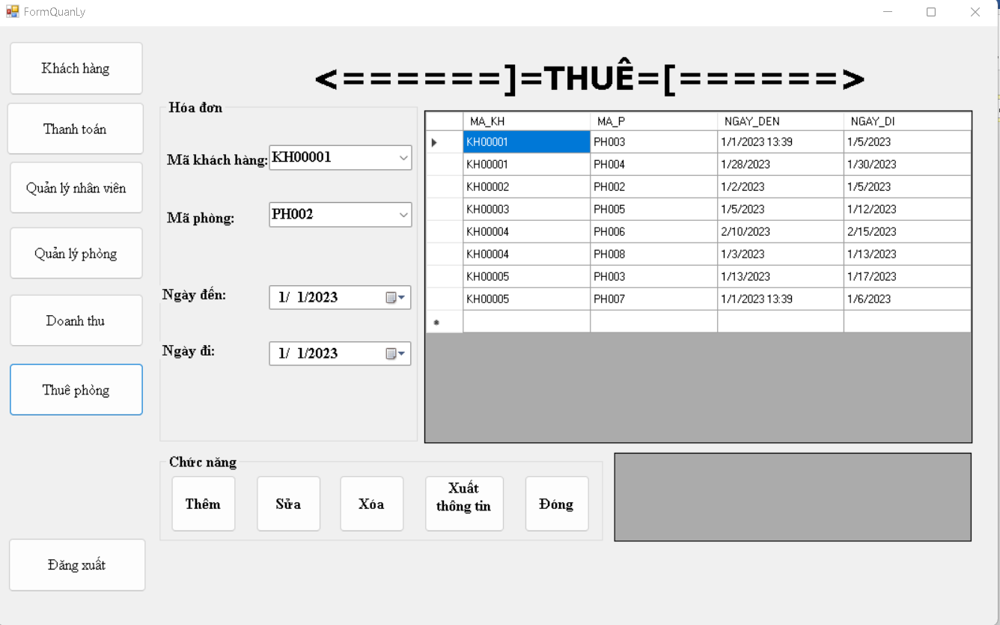 FormQuanLy
Khách hàng
Thanh toán
Quản lý nhân viên
Quản lý phòng
Doanh thu
Thuê phòng
Đăng xuất
<======]=THUÊ=[======>
Hóa đơn
Mã khách hàng: KH00001
Mã phòng: PH002
Ngày đến: 1/ 1/2023
Ngày đi: 1/ 1/2023
MA_KH MA_P NGAY_DEN NGAY_DI
KH00001 PH003 1/1/2023 13:39 1/5/2023
KH00001 PH004 1/28/2023 1/30/2023
KH00002 PH002 1/2/2023 1/5/2023
KH00003 PH005 1/5/2023 1/12/2023
KH00004 PH006 2/10/2023 2/15/2023
KH00004 PH008 1/3/2023 1/13/2023
KH00005 PH003 1/13/2023 1/17/2023
KH00005 PH007 1/1/2023 13:39 1/6/2023
Chức năng
Thêm
Sửa
Xóa
Xuất
thông tin
Đóng